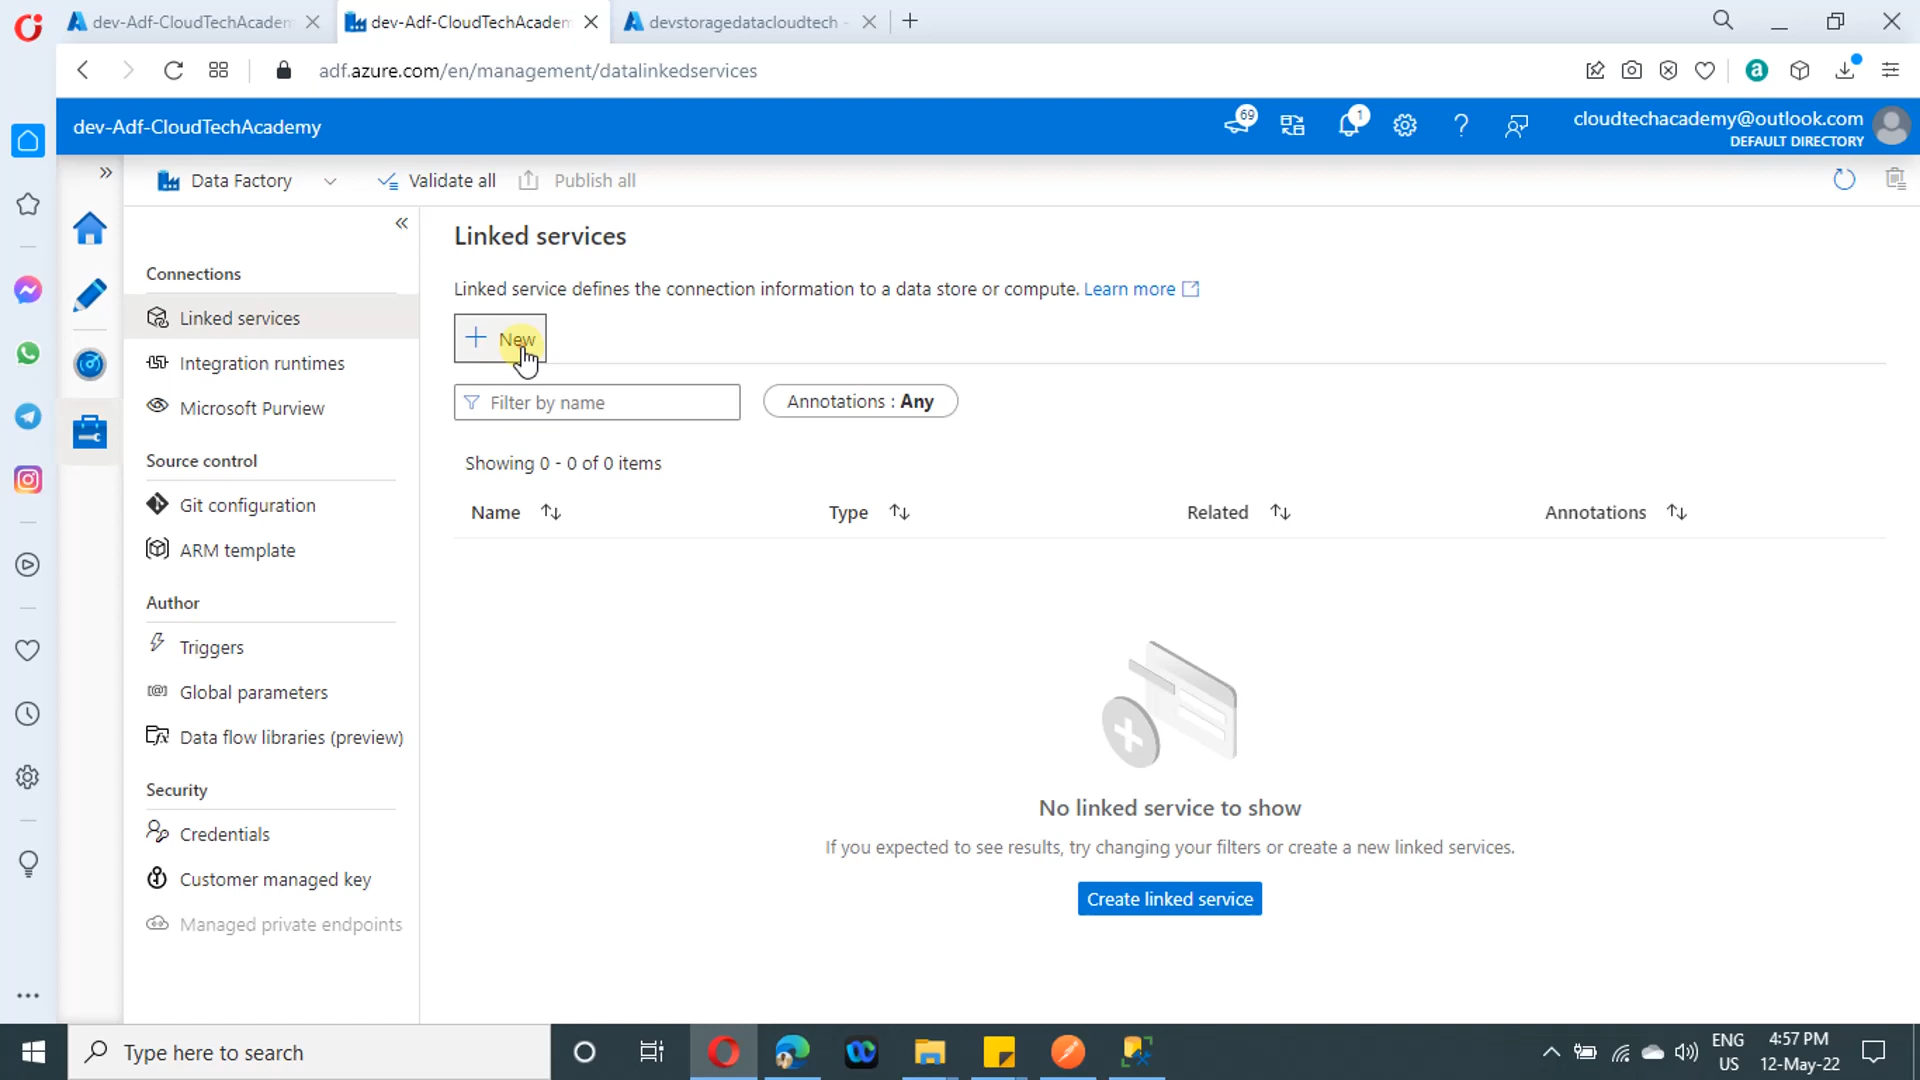 dev-Adf-CloudTechAcadem
dev-Adf-CloudTechAcadem
devstoragedatacloudtech -
adf.azure.com/en/management/datalinkedservices
dev-Adf-CloudTechAcademy
69
1
cloudtechacademy@outlook.com
DEFAULT DIRECTORY
Data Factory
Validate all
Publish all
Connections
Linked services
Integration runtimes
Microsoft Purview
Source control
Git configuration
ARM template
Author
Triggers
Global parameters
Data flow libraries (preview)
Security
Credentials
Customer managed key
Managed private endpoints
Linked services
Linked service defines the connection information to a data store or compute. Learn more
New
Filter by name
Annotations : Any
Showing 0 - 0 of 0 items
Name
Type
Related
Annotations
No linked service to show
If you expected to see results, try changing your filters or create a new linked services.
Create linked service
Type here to search
ENG
US
4:57 PM
12-May-22